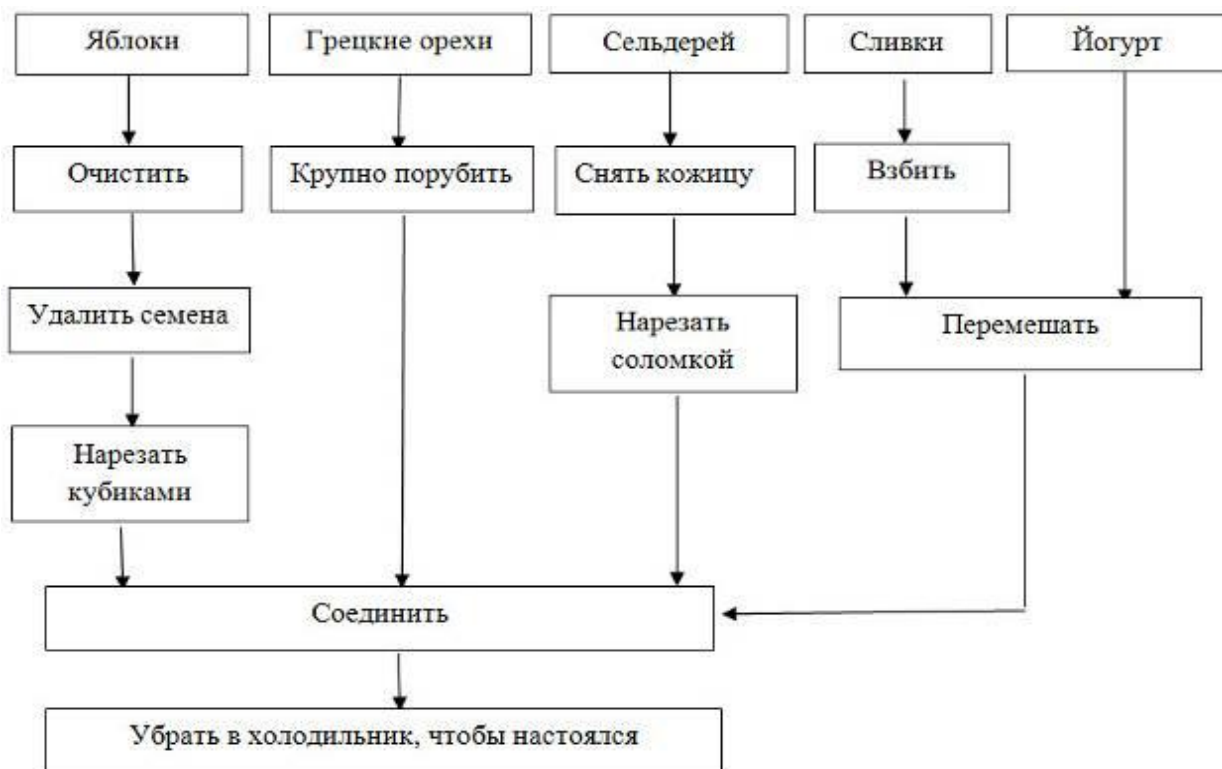 Яблоки
Грецкие орехи
Сельдерей
Сливки
Йогурт
Очистить
Крупно порубить
Снять кожицу
Взбить
Удалить семена
Нарезать
соломкой
Перемешать
Нарезать
кубиками
Соединить
Убрать в холодильник, чтобы настоялся